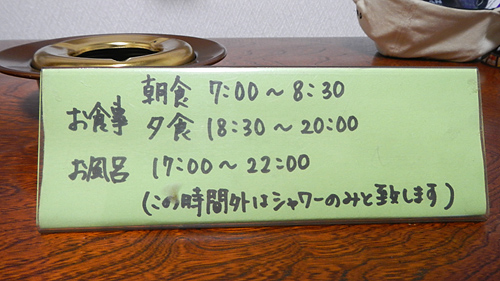 朝食 7:00～8:30
お食事
夕食 18:30～20:00
お風呂 17:00～22:00
(この時間外はシャワーのみと致します)